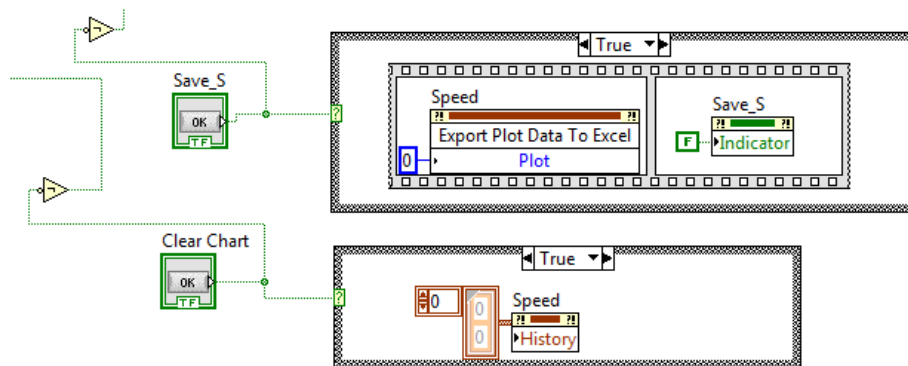 True
Save_S
OK
TF
?
Speed
?! ?!
Export Plot Data To Excel
0 Plot
Save_S
?! ?!
F Indicator
Clear Chart
OK
TF
?
True
0
0
0
Speed
?! ?!
History